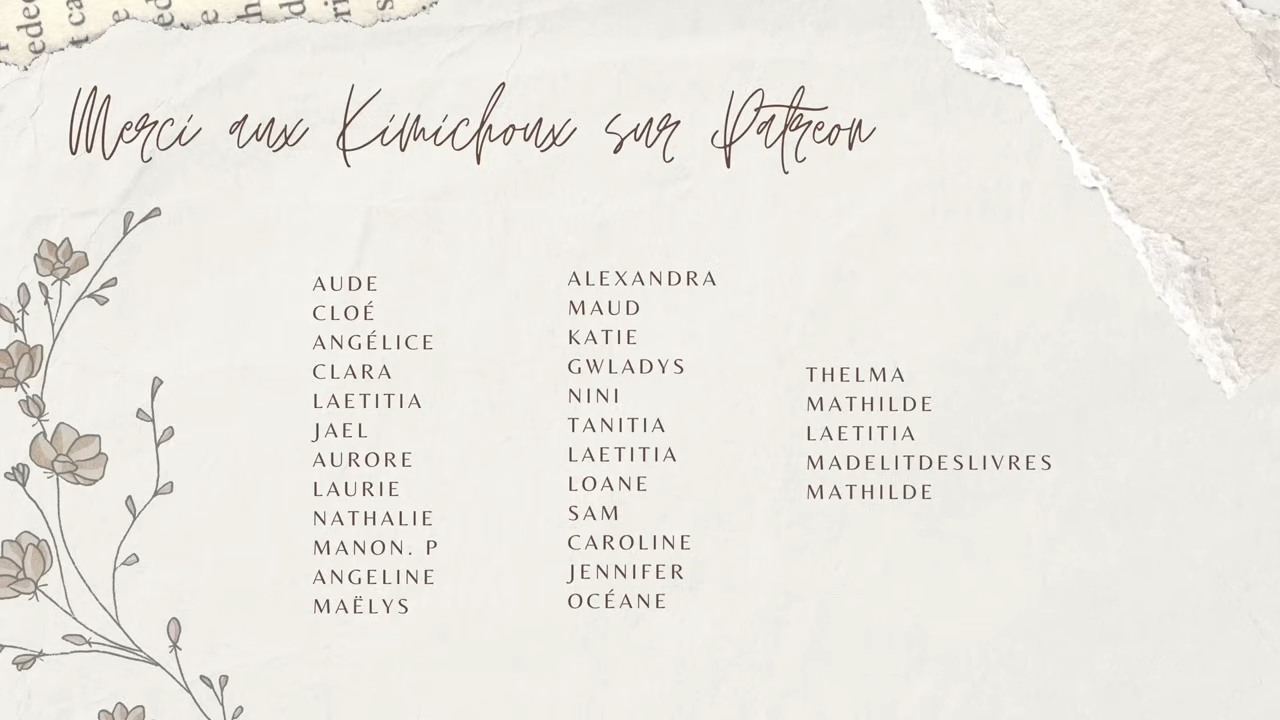 Merci aux Kimichoux sur Patreon
AUDE
CLOÉ
ANGÉLICE
CLARA
LAETITIA
JAEL
AURORE
LAURIE
NATHALIE
MANON. P
ANGELINE
MAËLYS
ALEXANDRA
MAUD
KATIE
GWLADYS
NINI
TANITIA
LAETITIA
LOANE
SAM
CAROLINE
JENNIFER
OCÉANE
THELMA
MATHILDE
LAETITIA
MADELITDESLIVRES
MATHILDE